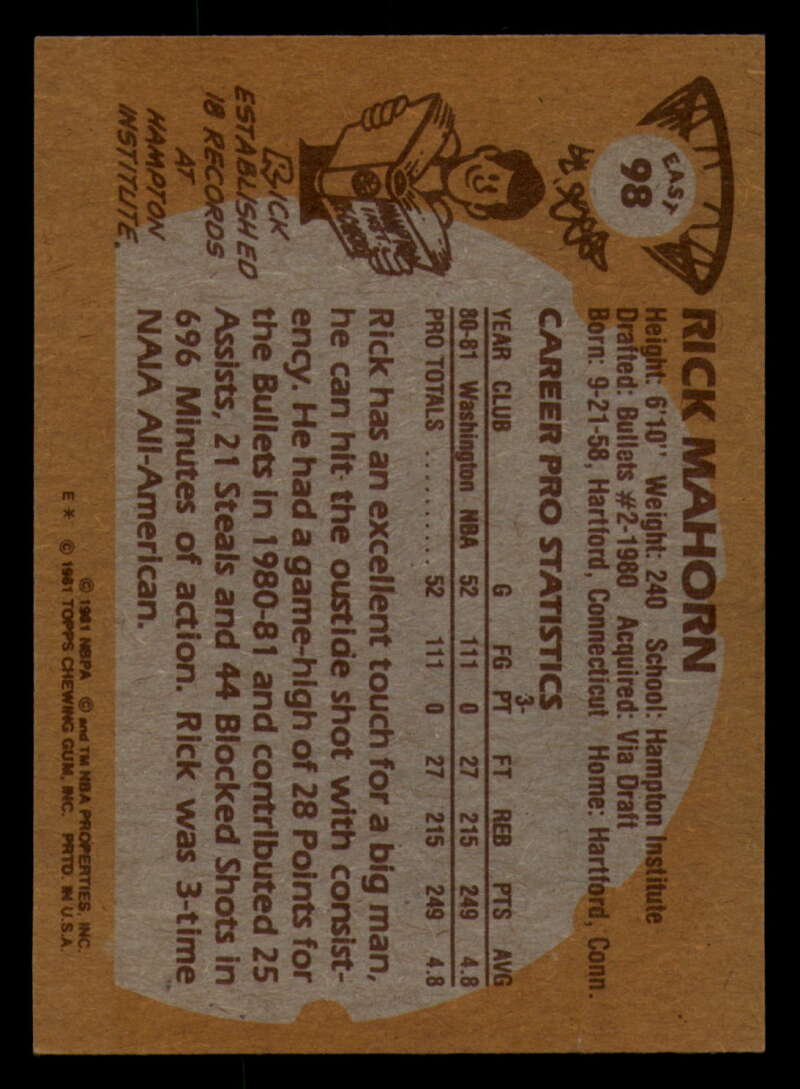 EAST
98
RICK MAHORN
Height: 6'10" Weight: 240 School: Hampton Institute
Drafted: Bullets #2-1980 Acquired: Via Draft
Born: 9-21-58, Hartford, Connecticut Home: Hartford, Conn.
CAREER PRO STATISTICS
YEAR CLUB G FG 3-PT FT REB PTS AVG
80-81 Washington NBA 52 111 0 27 215 249 4.8
PRO TOTALS .......... 52 111 0 27 215 249 4.8
Rick has an excellent touch for a big man,
he can hit the oustide shot with consist-
ency. He had a game-high of 28 Points for
the Bullets in 1980-81 and contributed 25
Assists, 21 Steals and 44 Blocked Shots in
696 Minutes of action. Rick was 3-time
NAIA All-American.
HAMPTON
INST.
RICK
ESTABLISHED
18 RECORDS
AT
HAMPTON
INSTITUTE.
© 1981 NBPA © and TM NBA PROPERTIES, INC.
E* © 1981 TOPPS CHEWING GUM, INC. PRTD. IN U.S.A.